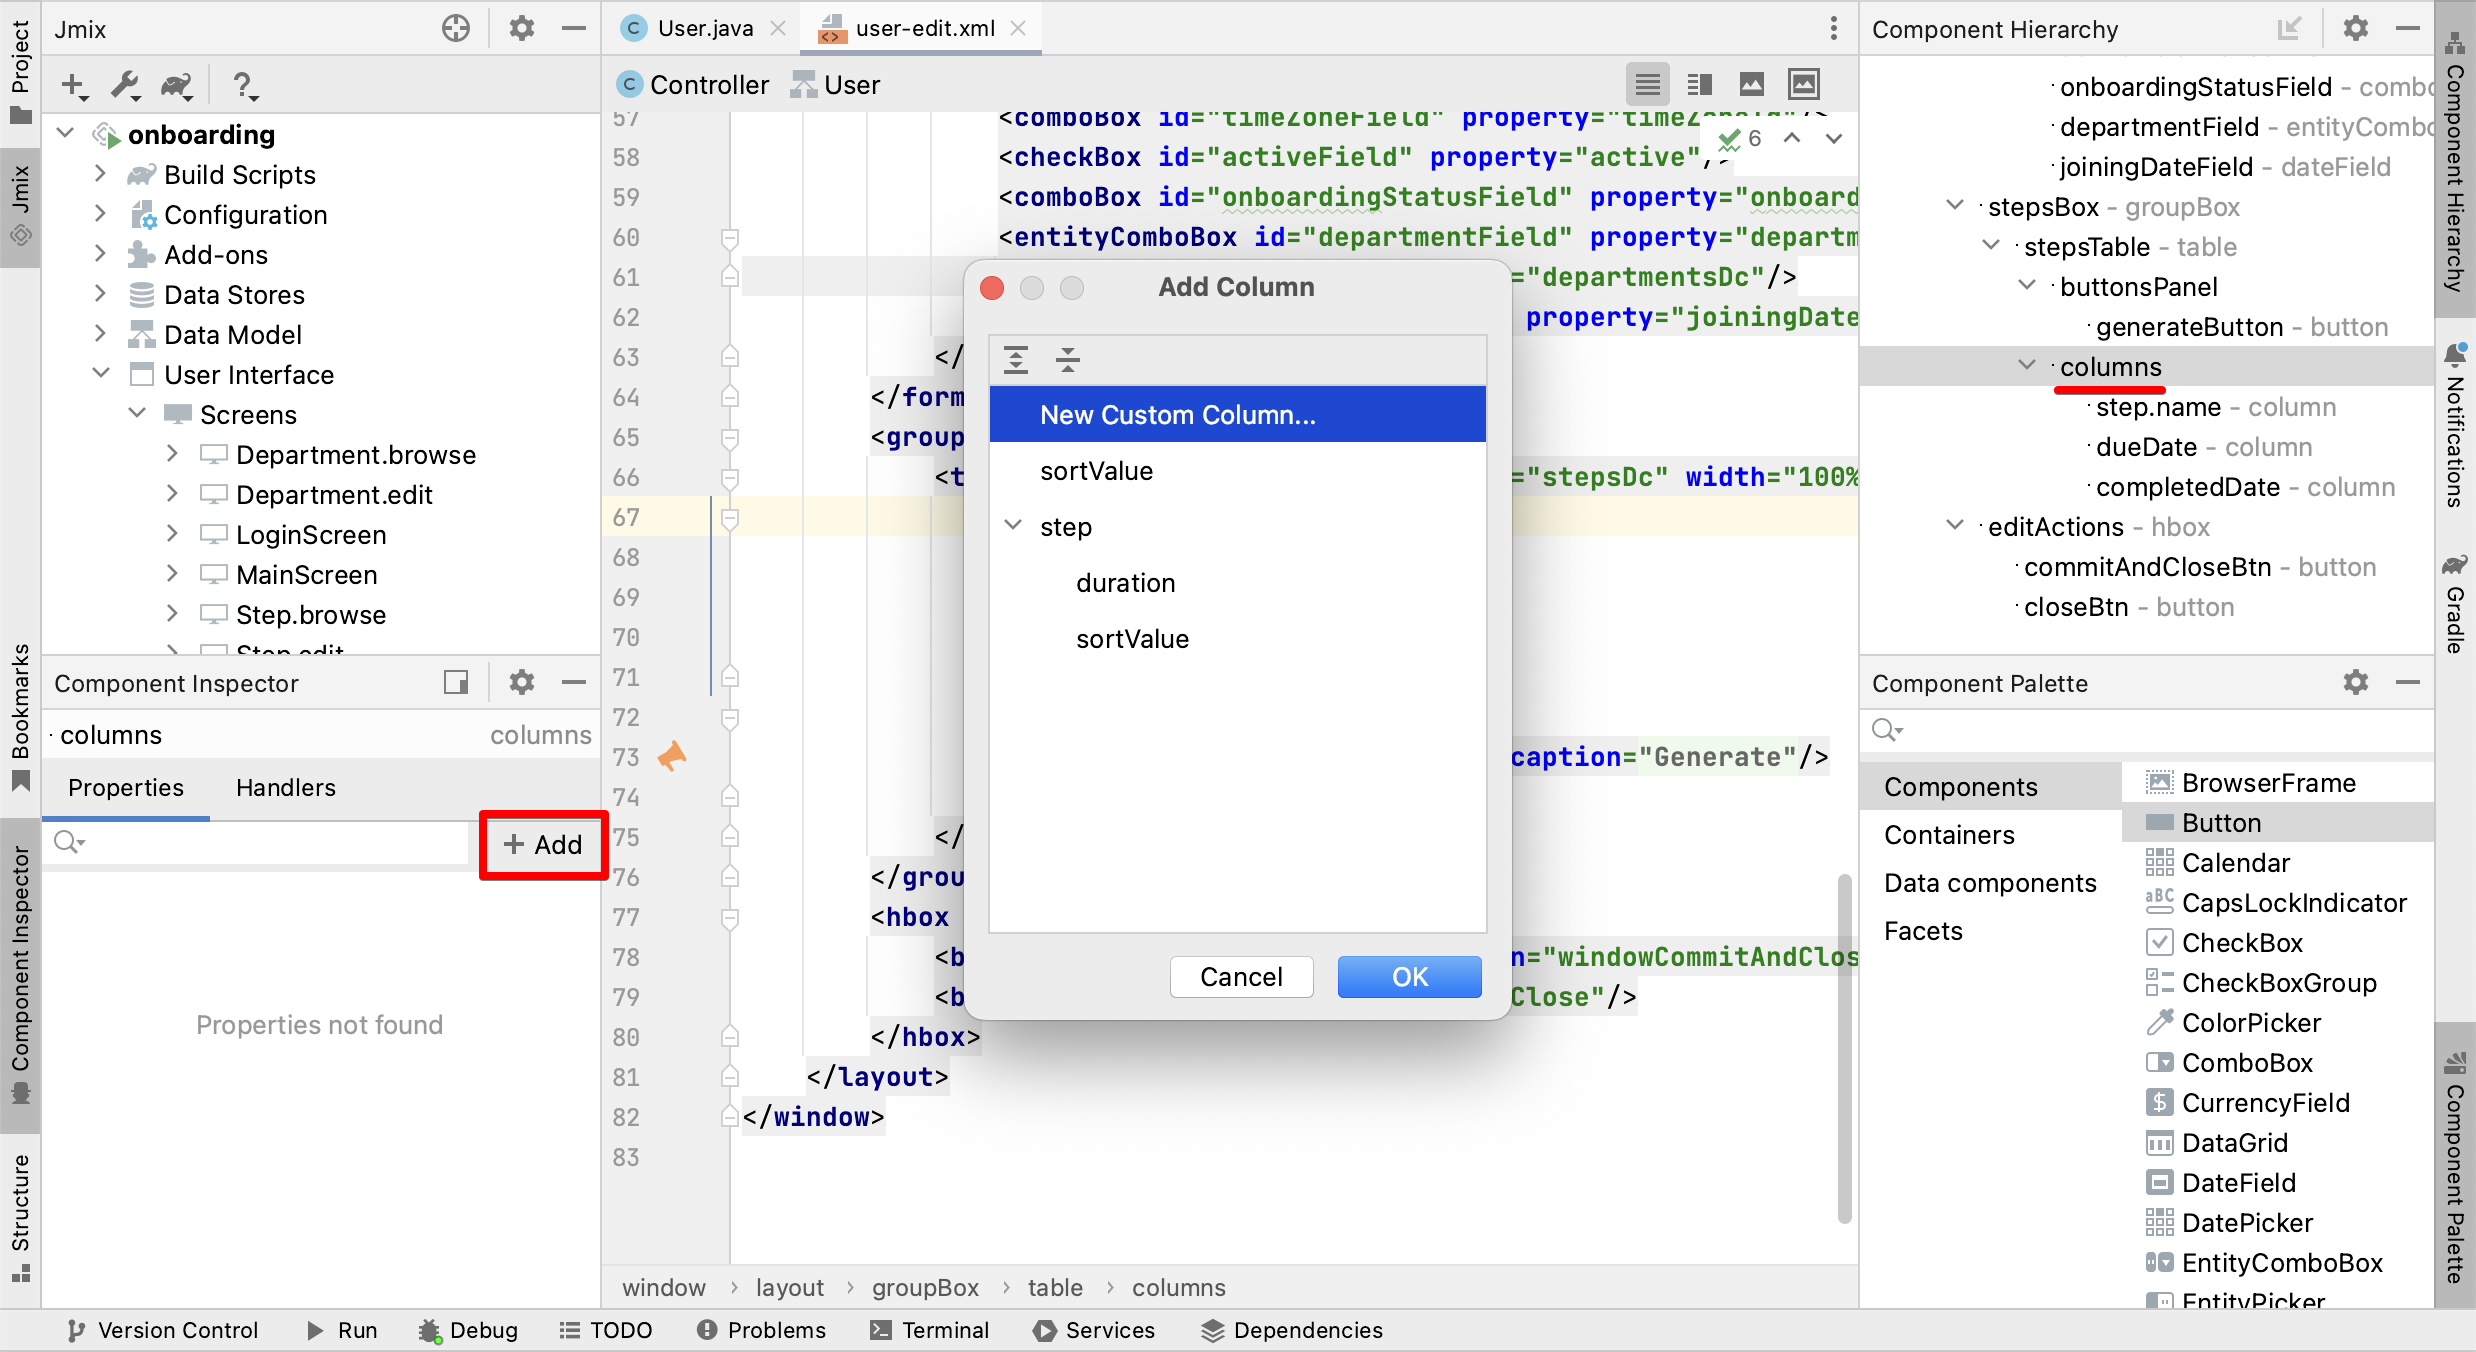 Project
Jmix
Bookmarks
Component Inspector
Structure
Jmix
onboarding
Build Scripts
Configuration
Add-ons
Data Stores
Data Model
User Interface
Screens
Department.browse
Department.edit
LoginScreen
MainScreen
Step.browse
Step.edit
Component Inspector
columns columns
Properties Handlers
+ Add
Properties not found
User.java
user-edit.xml
Controller User
6
57 <comboBox id="timeZoneField" property="timeZoneId"/>
58 <checkBox id="activeField" property="active"/>
59 <comboBox id="onboardingStatusField" property="onboard
60 <entityComboBox id="departmentField" property="departm
61 ="departmentsDc"/>
62 property="joiningDate
63 </
64 </form
65 <group
66 <t ="stepsDc" width="100%
67
68
69
70
71
72
73 caption="Generate"/>
74
75 </
76 </grou
77 <hbox
78 <b n="windowCommitAndClos
79 <b Close"/>
80 </hbox>
81 </layout>
82 </window>
83
window › layout › groupBox › table › columns
Add Column
New Custom Column...
sortValue
step
duration
sortValue
Cancel
OK
Component Hierarchy
onboardingStatusField - combo
departmentField - entityCombo
joiningDateField - dateField
stepsBox - groupBox
stepsTable - table
buttonsPanel
generateButton - button
columns
step.name - column
dueDate - column
completedDate - column
editActions - hbox
commitAndCloseBtn - button
closeBtn - button
Component Palette
Components
Containers
Data components
Facets
BrowserFrame
Button
Calendar
CapsLockIndicator
CheckBox
CheckBoxGroup
ColorPicker
ComboBox
CurrencyField
DataGrid
DateField
DatePicker
EntityComboBox
EntityPicker
Component Hierarchy
Notifications
Gradle
Component Palette
Version Control
Run
Debug
TODO
Problems
Terminal
Services
Dependencies